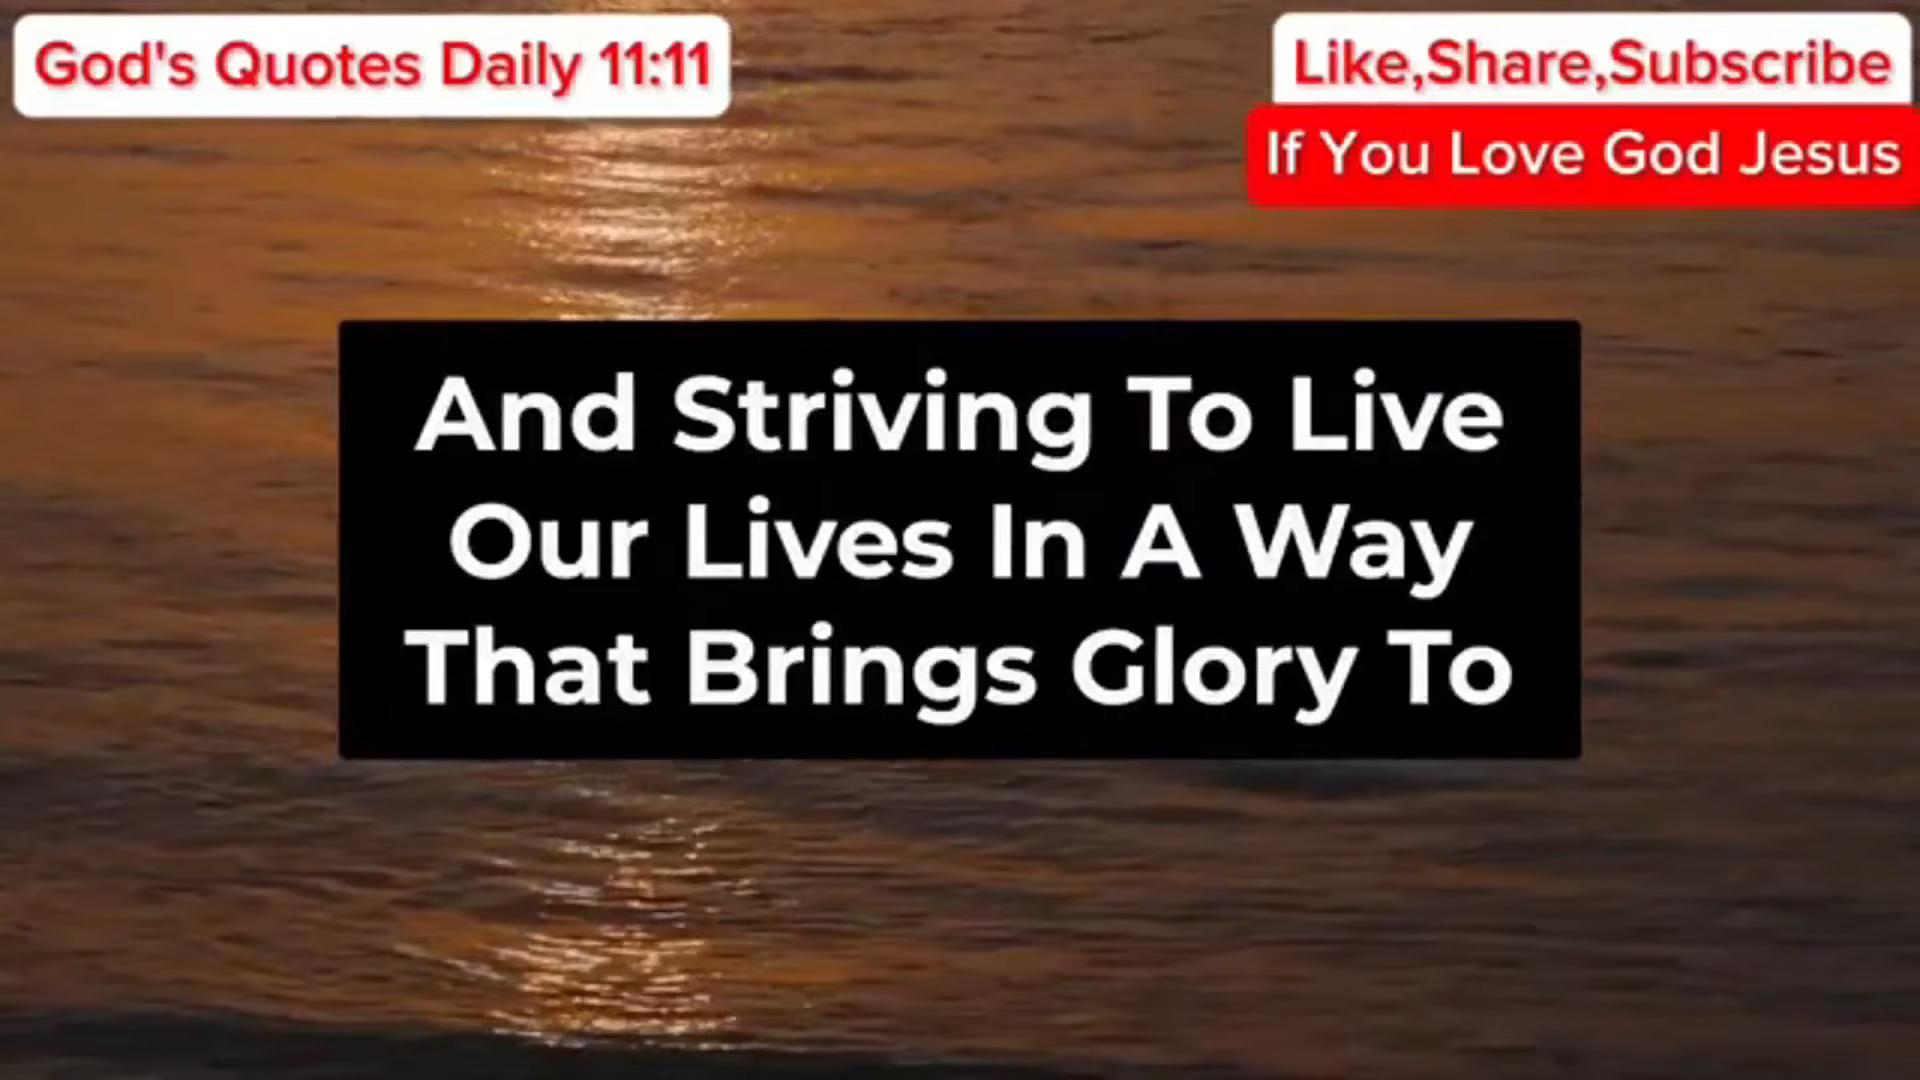 God's Quotes Daily 11:11
Like,Share,Subscribe
If You Love God Jesus
And Striving To Live
Our Lives In A Way
That Brings Glory To